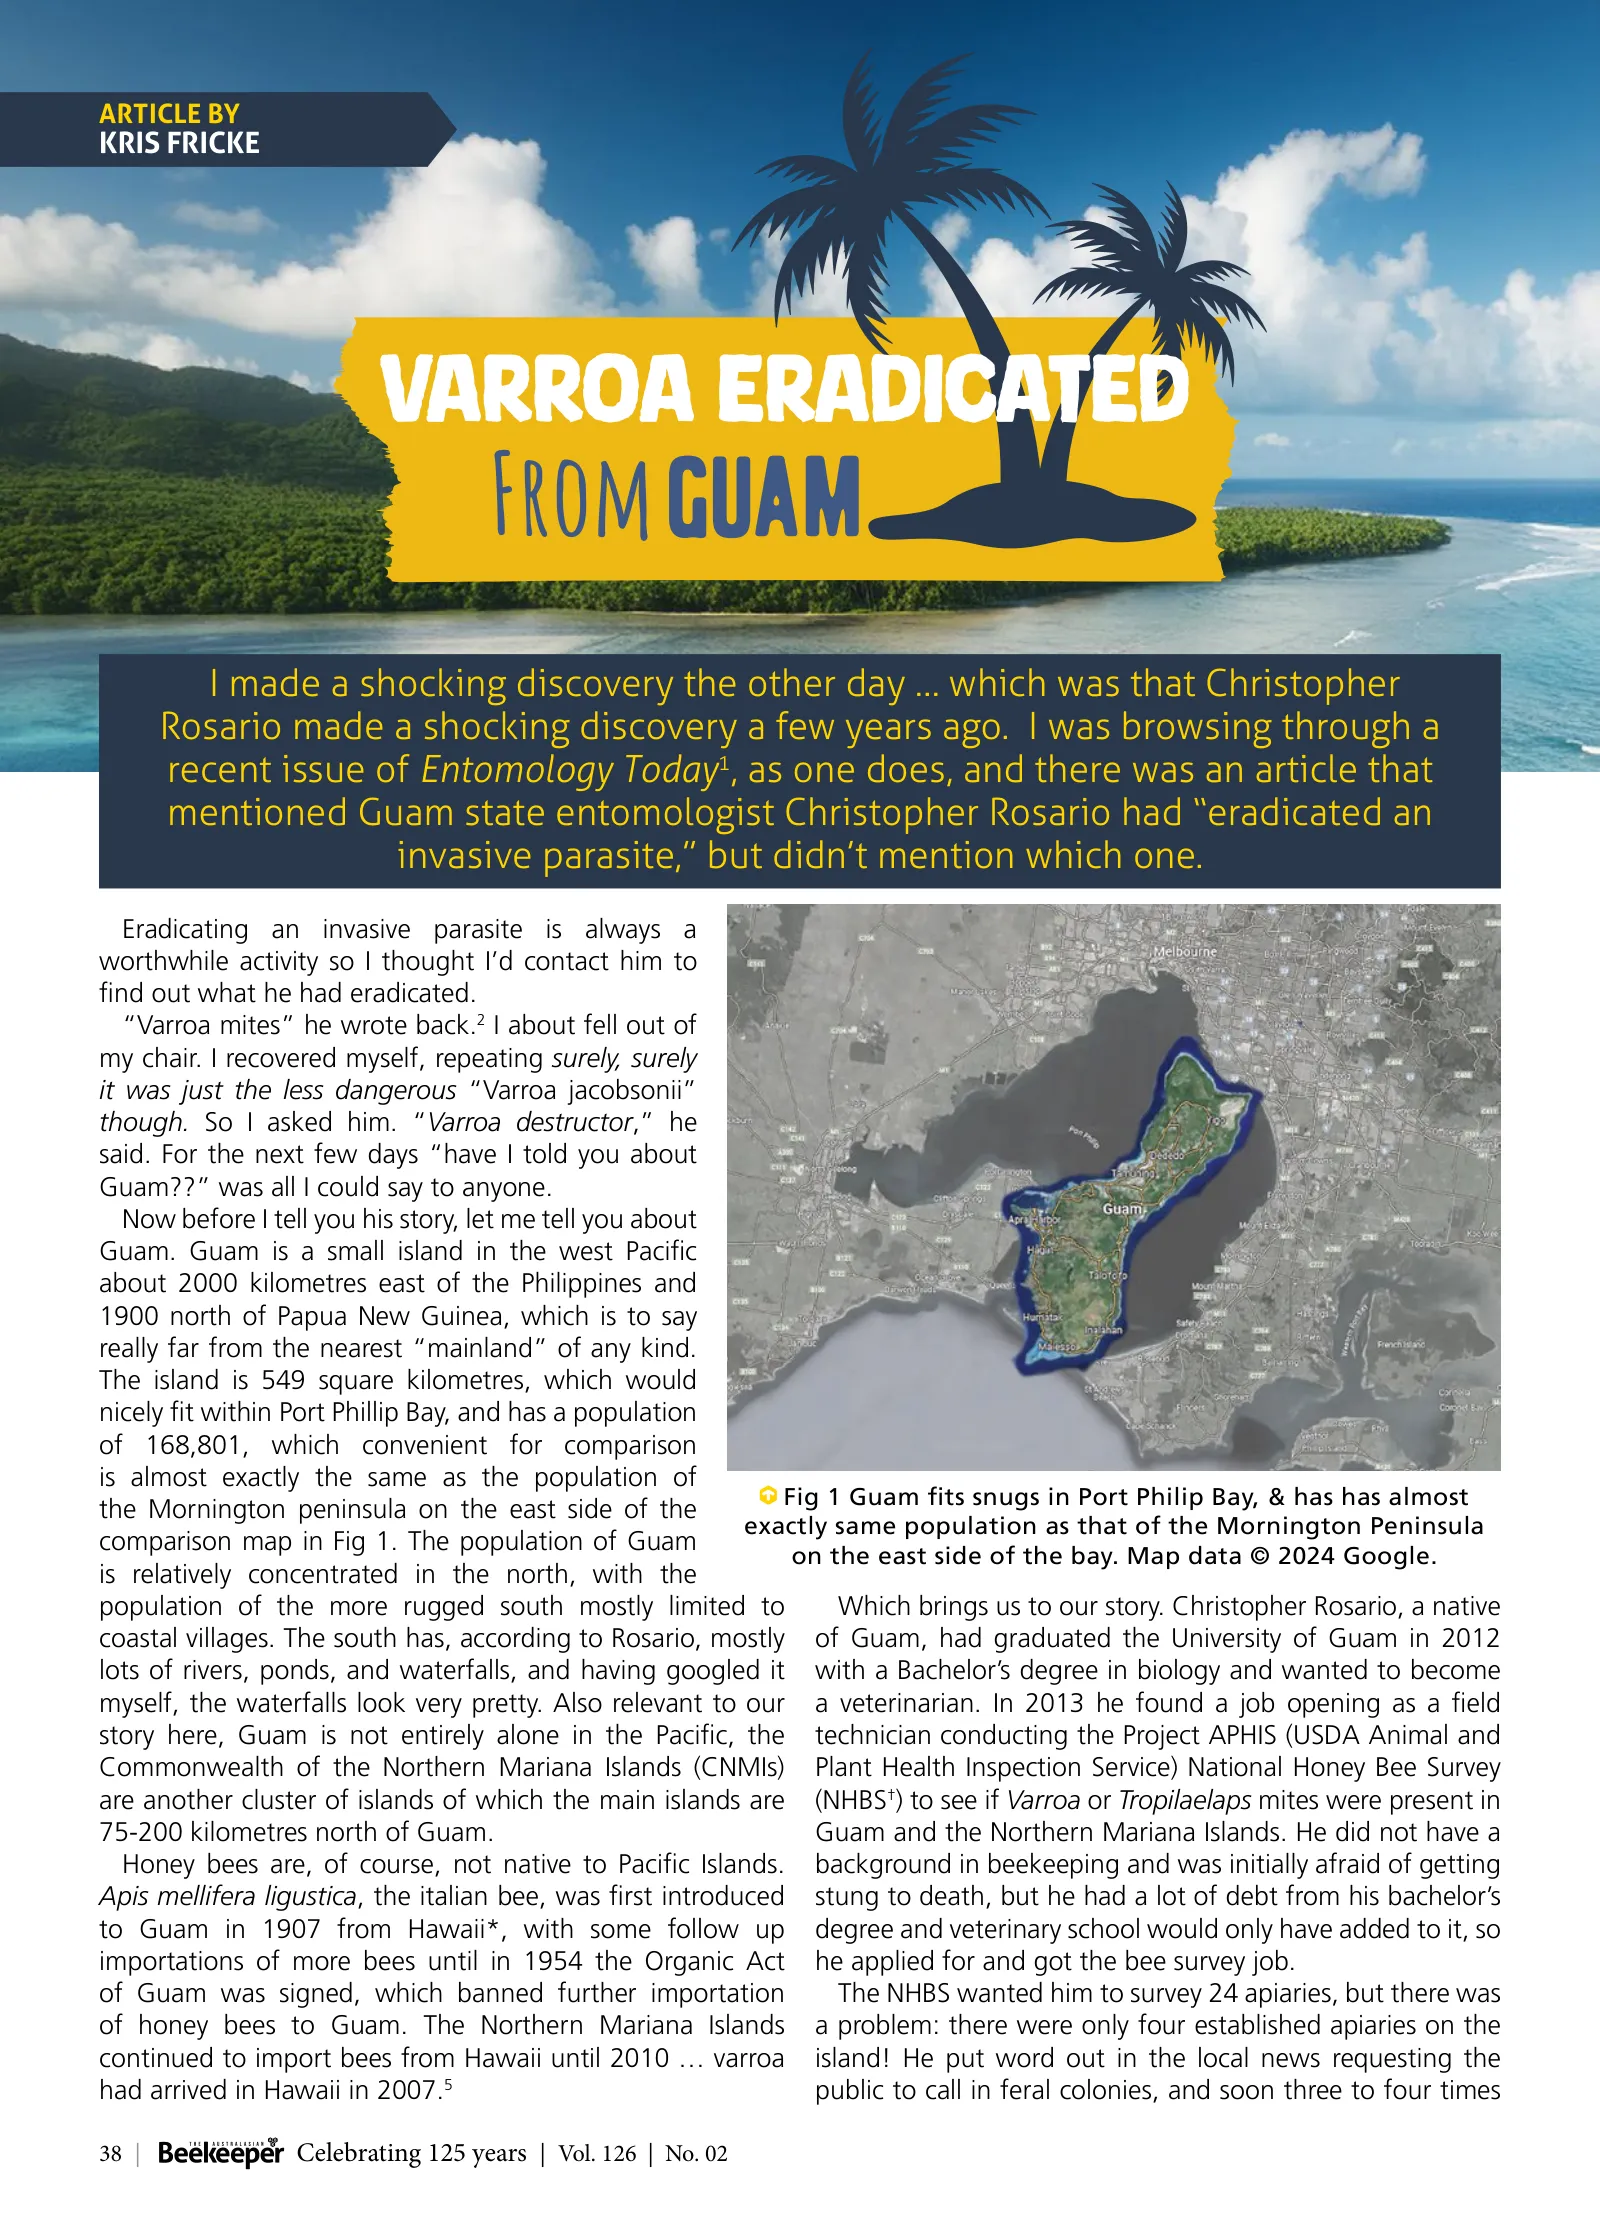 ARTICLE BY
KRIS FRICKE
VARROA ERADICATED
FROM GUAM
I made a shocking discovery the other day ... which was that Christopher
Rosario made a shocking discovery a few years ago.  I was browsing through a
recent issue of Entomology Today1, as one does, and there was an article that
mentioned Guam state entomologist Christopher Rosario had “eradicated an
invasive parasite,” but didn’t mention which one.
Eradicating an invasive parasite is always a
worthwhile activity so I thought I’d contact him to
find out what he had eradicated.
“Varroa mites” he wrote back.2 I about fell out of
my chair. I recovered myself, repeating surely, surely
it was just the less dangerous “Varroa jacobsonii”
though. So I asked him. “Varroa destructor,” he
said. For the next few days “have I told you about
Guam??” was all I could say to anyone.
Now before I tell you his story, let me tell you about
Guam. Guam is a small island in the west Pacific
about 2000 kilometres east of the Philippines and
1900 north of Papua New Guinea, which is to say
really far from the nearest “mainland” of any kind.
The island is 549 square kilometres, which would
nicely fit within Port Phillip Bay, and has a population
of 168,801, which convenient for comparison
is almost exactly the same as the population of
the Mornington peninsula on the east side of the
comparison map in Fig 1. The population of Guam
is relatively concentrated in the north, with the
population of the more rugged south mostly limited to
coastal villages. The south has, according to Rosario, mostly
lots of rivers, ponds, and waterfalls, and having googled it
myself, the waterfalls look very pretty. Also relevant to our
story here, Guam is not entirely alone in the Pacific, the
Commonwealth of the Northern Mariana Islands (CNMIs)
are another cluster of islands of which the main islands are
75-200 kilometres north of Guam.
Honey bees are, of course, not native to Pacific Islands.
Apis mellifera ligustica, the italian bee, was first introduced
to Guam in 1907 from Hawaii*, with some follow up
importations of more bees until in 1954 the Organic Act
of Guam was signed, which banned further importation
of honey bees to Guam. The Northern Mariana Islands
continued to import bees from Hawaii until 2010 … varroa
had arrived in Hawaii in 2007.5
Melbourne
Port Phillip
Yigo
Dededo
Tamuning
Guam
Apra Harbor
Hagat
Talofofo
Humatak
Inalahan
Malesso
Mornington
Mount Martha
French Island
Fig 1 Guam fits snugs in Port Philip Bay, & has has almost
exactly same population as that of the Mornington Peninsula
on the east side of the bay. Map data © 2024 Google.
Which brings us to our story. Christopher Rosario, a native
of Guam, had graduated the University of Guam in 2012
with a Bachelor’s degree in biology and wanted to become
a veterinarian. In 2013 he found a job opening as a field
technician conducting the Project APHIS (USDA Animal and
Plant Health Inspection Service) National Honey Bee Survey
(NHBS†) to see if Varroa or Tropilaelaps mites were present in
Guam and the Northern Mariana Islands. He did not have a
background in beekeeping and was initially afraid of getting
stung to death, but he had a lot of debt from his bachelor’s
degree and veterinary school would only have added to it, so
he applied for and got the bee survey job.
The NHBS wanted him to survey 24 apiaries, but there was
a problem: there were only four established apiaries on the
island! He put word out in the local news requesting the
public to call in feral colonies, and soon three to four times
38 | THE AUSTRALASIAN Beekeeper Celebrating 125 years | Vol. 126 | No. 02